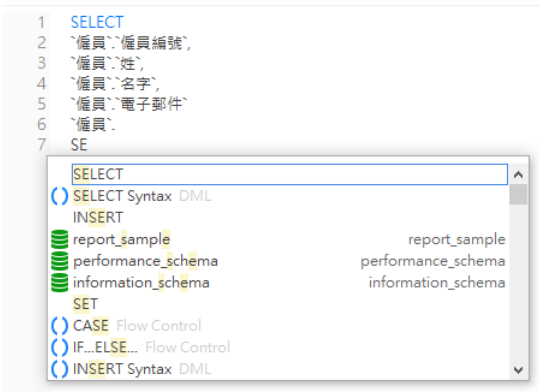 1 SELECT
2 `僱員`.`僱員編號`,
3 `僱員`.`姓`,
4 `僱員`.`名字`,
5 `僱員`.`電子郵件`
6 `僱員`.
7 SE
SELECT
() SELECT Syntax DML
INSERT
report_sample report_sample
performance_schema performance_schema
information_schema information_schema
SET
() CASE Flow Control
() IF...ELSE... Flow Control
() INSERT Syntax DML